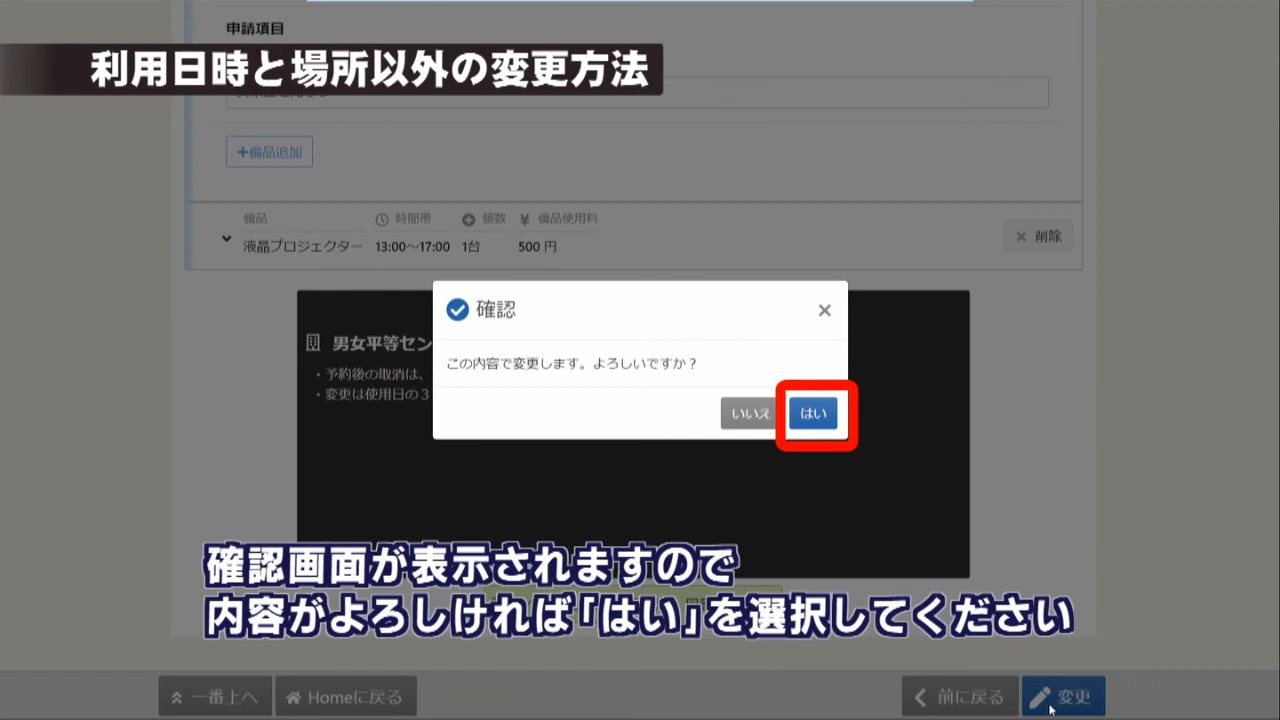 申請項目
利用日時と場所以外の変更方法
+備品追加
備品 時間帯 個数 ¥ 備品使用料
液晶プロジェクター 13:00〜17:00 1台 500 円
× 削除
確認 ×
この内容で変更します。よろしいですか？
いいえ はい
男女平等セン
・予約後の取消は、
・変更は使用日の３
確認画面が表示されますので
内容がよろしければ「はい」を選択してください
一番上へ Homeに戻る 前に戻る 変更